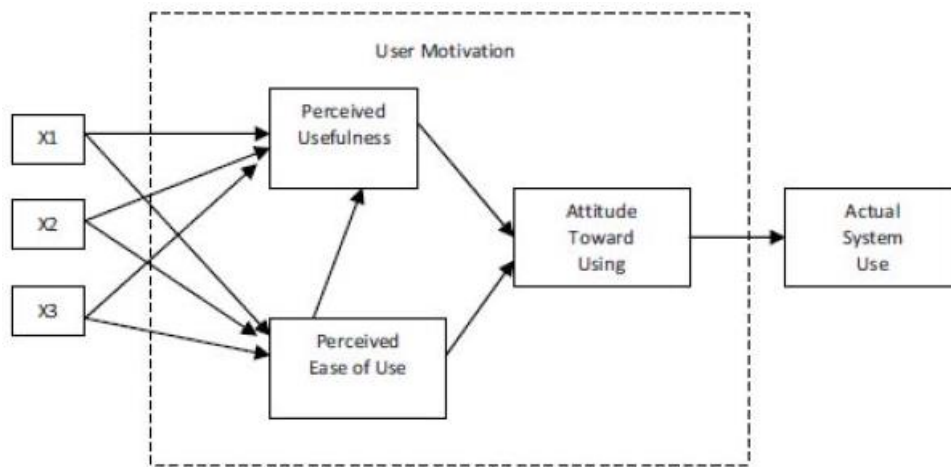 User Motivation
X1
X2
X3
Perceived
Usefulness
Perceived
Ease of Use
Attitude
Toward
Using
Actual
System
Use